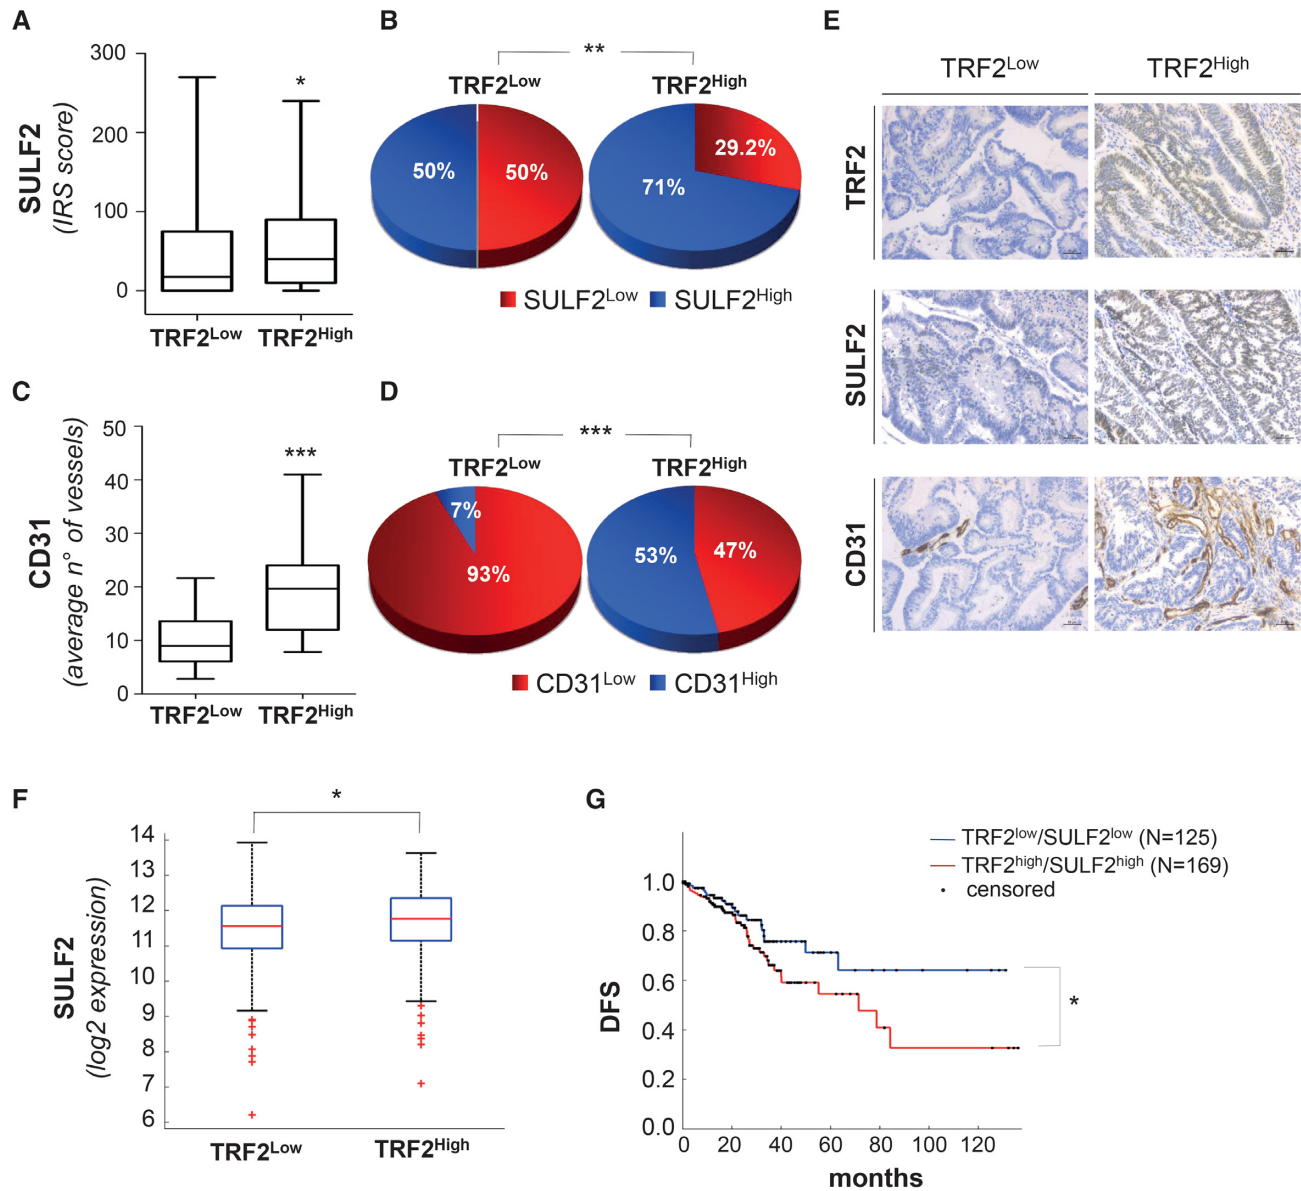 A
SULF2
(IRS score)
300
200
100
0
*
TRF2Low
TRF2High
B
**
TRF2Low
TRF2High
50%
50%
29.2%
71%
SULF2Low
SULF2High
C
CD31
(average n° of vessels)
50
40
30
20
10
0
***
TRF2Low
TRF2High
D
***
TRF2Low
TRF2High
7%
93%
53%
47%
CD31Low
CD31High
E
TRF2Low
TRF2High
TRF2
SULF2
CD31
F
SULF2
(log2 expression)
14
13
12
11
10
9
8
7
6
*
TRF2Low
TRF2High
G
TRF2low/SULF2low (N=125)
TRF2high/SULF2high (N=169)
censored
DFS
1.0
0.8
0.6
0.4
0.2
0.0
*
0 20 40 60 80 100 120
months